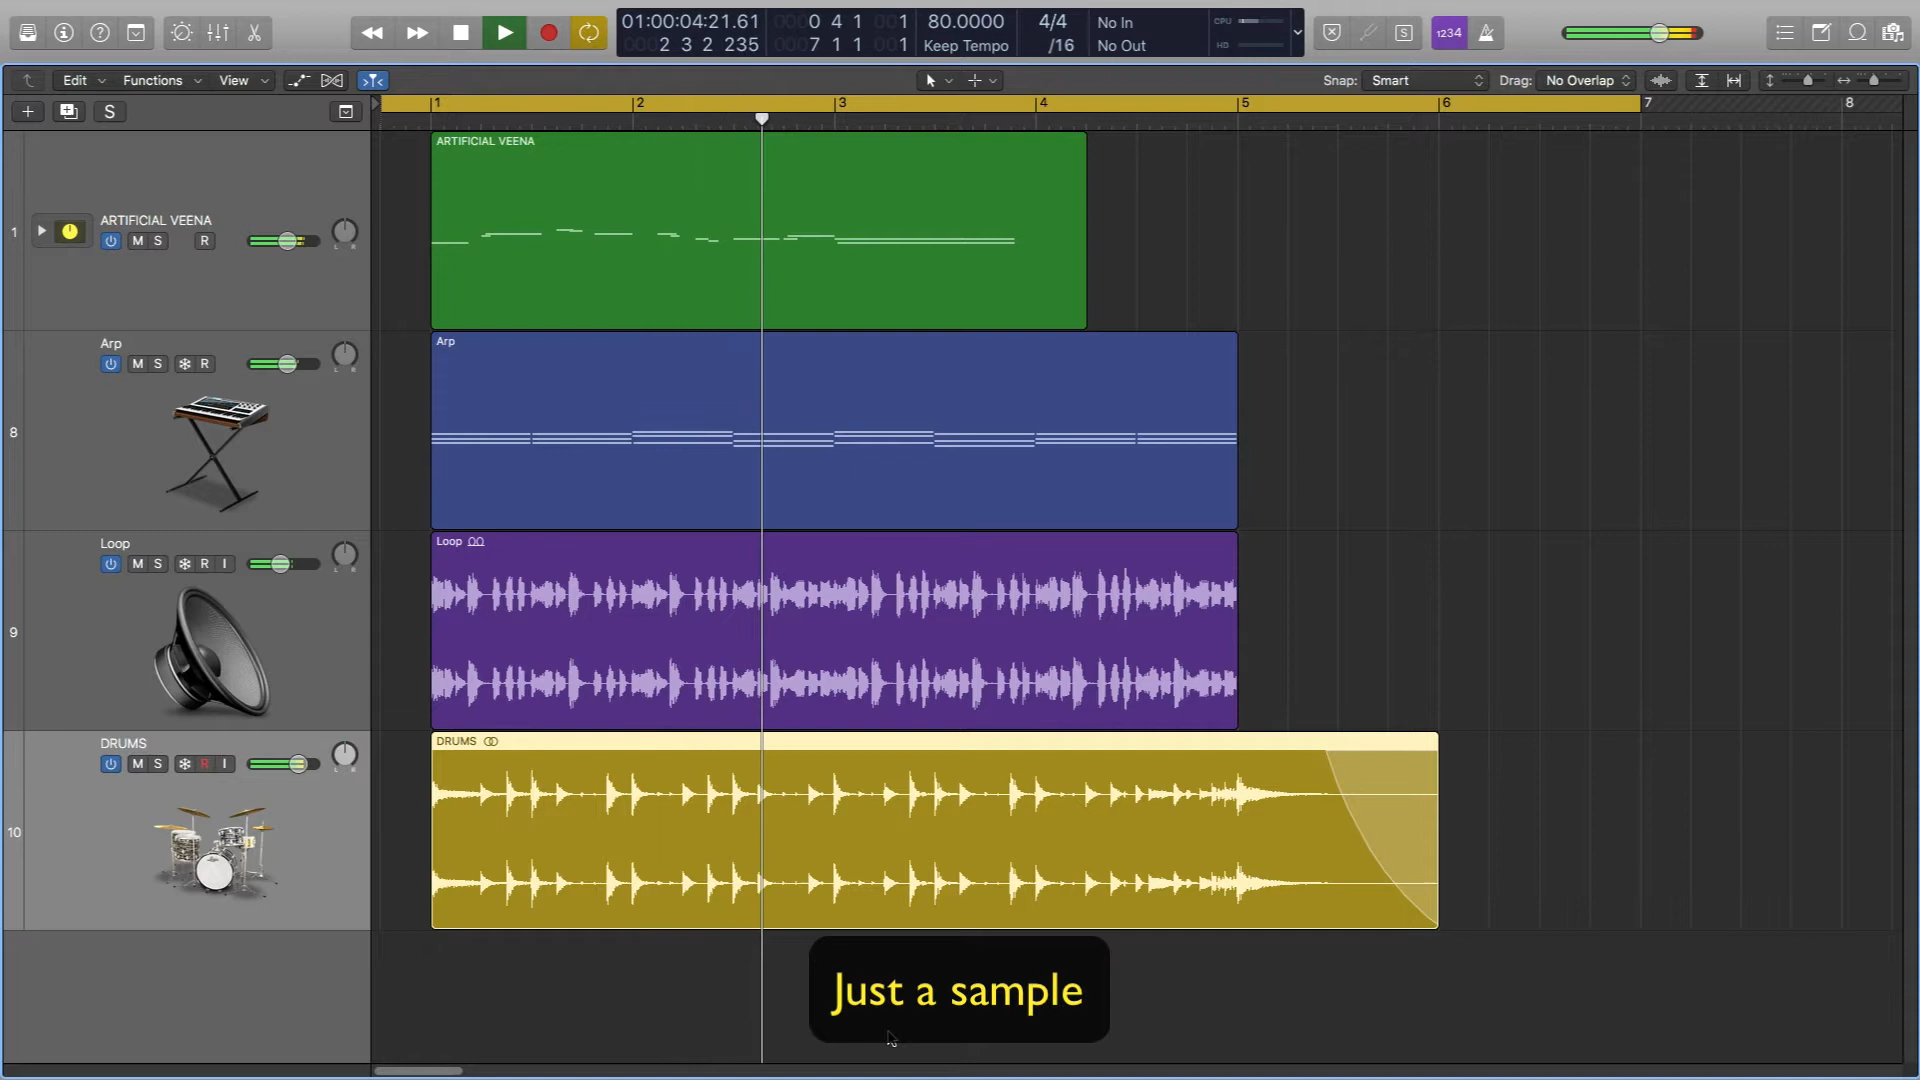 01:00:04:21.61 0 4 1 1 80.0000 4/4 No In CPU
2 3 2 235 7 1 1 1 Keep Tempo /16 No Out HD
1234
Edit Functions View Snap: Smart Drag: No Overlap
S
1 2 3 4 5 6 7 8
ARTIFICIAL VEENA
1
ARTIFICIAL VEENA
M S R
L R
Arp
Arp
M S R
L R
8
Loop
Loop
M S R I
L R
9
DRUMS
DRUMS
M S R I
L R
10
Just a sample